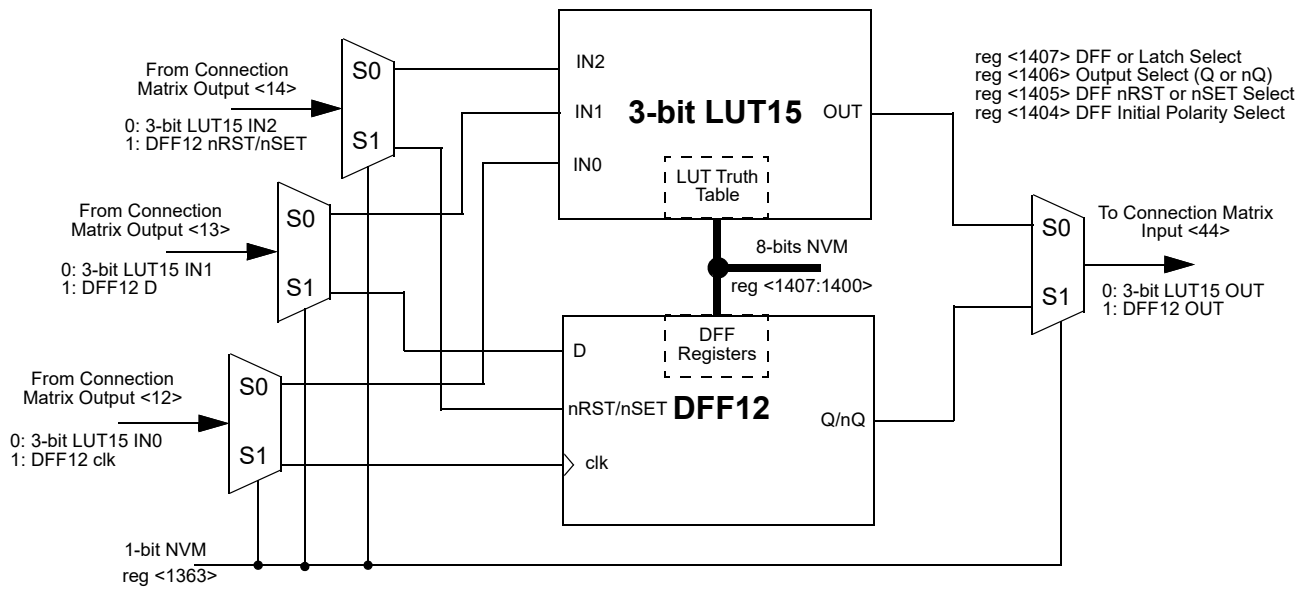 From Connection
Matrix Output <14>
0: 3-bit LUT15 IN2
1: DFF12 nRST/nSET
S0
S1
From Connection
Matrix Output <13>
0: 3-bit LUT15 IN1
1: DFF12 D
S0
S1
From Connection
Matrix Output <12>
0: 3-bit LUT15 IN0
1: DFF12 clk
S0
S1
1-bit NVM
reg <1363>
IN2
IN1
IN0
3-bit LUT15
OUT
LUT Truth
Table
8-bits NVM
reg <1407:1400>
DFF
Registers
D
nRST/nSET
DFF12
Q/nQ
clk
reg <1407> DFF or Latch Select
reg <1406> Output Select (Q or nQ)
reg <1405> DFF nRST or nSET Select
reg <1404> DFF Initial Polarity Select
S0
S1
To Connection Matrix
Input <44>
0: 3-bit LUT15 OUT
1: DFF12 OUT